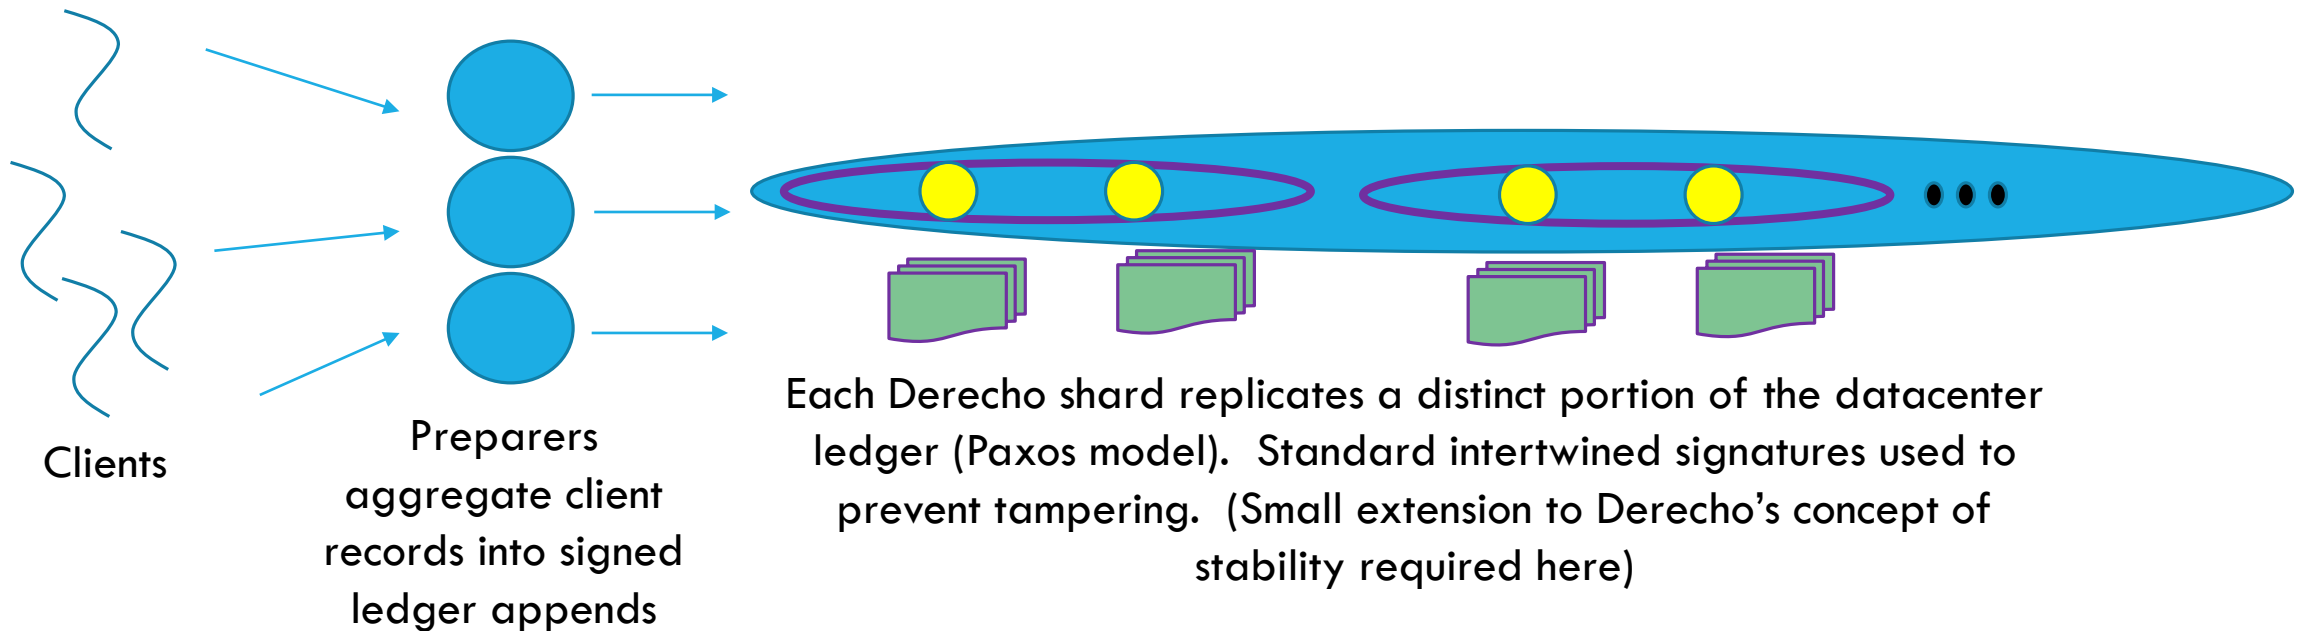 Clients
Preparers
aggregate client
records into signed
ledger appends
Each Derecho shard replicates a distinct portion of the datacenter
ledger (Paxos model).  Standard intertwined signatures used to
prevent tampering.  (Small extension to Derecho’s concept of
stability required here)